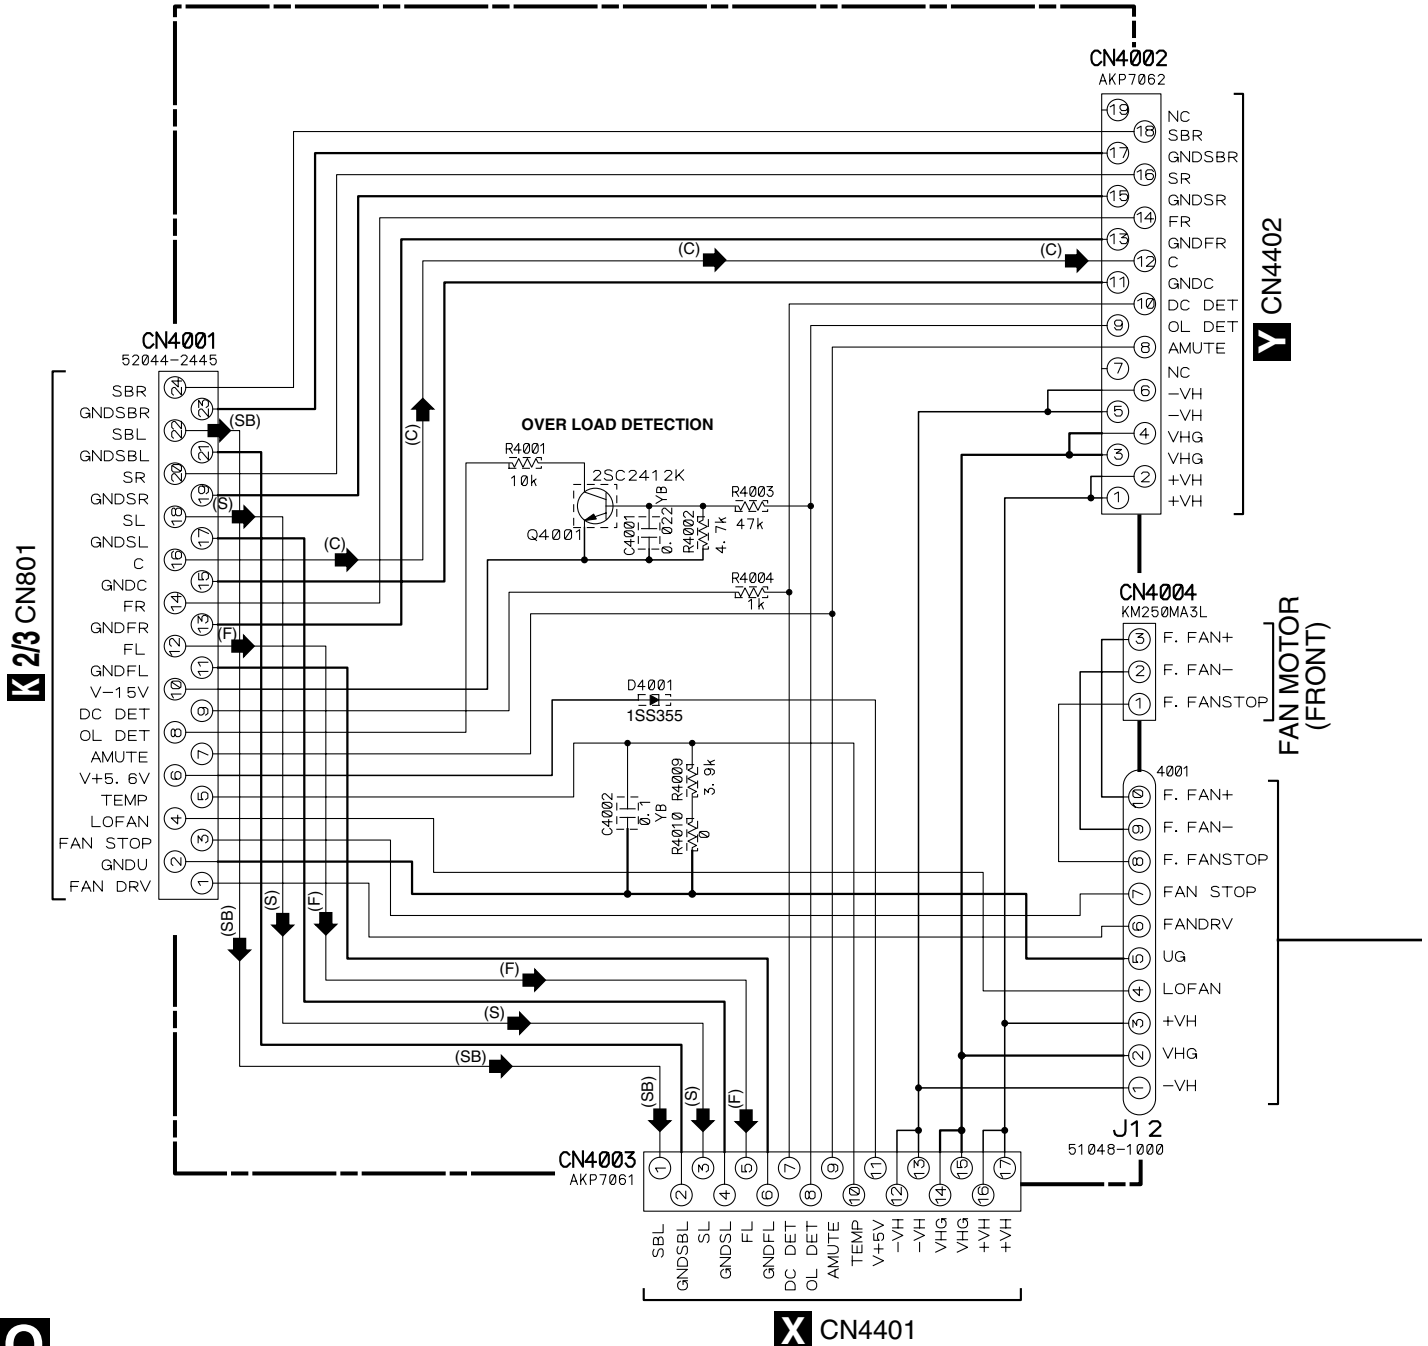 CN4002
AKP7062
19 NC
18 SBR
17 GNDSBR
16 SR
15 GNDSR
14 FR
13 GNDFR
12 C
11 GNDC
10 DC DET
9 OL DET
8 AMUTE
7 NC
6 -VH
5 -VH
4 VHG
3 VHG
2 +VH
1 +VH
Y CN4402
(C)
(C)
(C)
(C)
CN4001
52044-2445
SBR 24
GNDSBR 23
SBL 22
GNDSBL 21
SR 20
GNDSR 19
SL 18
GNDSL 17
C 16
GNDC 15
FR 14
GNDFR 13
FL 12
GNDFL 11
V-15V 10
DC DET 9
OL DET 8
AMUTE 7
V+5.6V 6
TEMP 5
LOFAN 4
FAN STOP 3
GNDU 2
FAN DRV 1
K 2/3 CN801
(SB)
(S)
(F)
OVER LOAD DETECTION
R4001
10k
2SC2412K
Q4001
C4001
0.022
YB
R4002
4.7k
R4003
47k
R4004
1k
D4001
1SS355
C4002
0.1
YB
R4009
3.9k
R4010
0
CN4004
KM250MA3L
3 F. FAN+
2 F. FAN-
1 F. FANSTOP
FAN MOTOR
(FRONT)
4001
10 F. FAN+
9 F. FAN-
8 F. FANSTOP
7 FAN STOP
6 FANDRV
5 UG
4 LOFAN
3 +VH
2 VHG
1 -VH
J12
51048-1000
(SB)
(S)
(F)
(F)
(S)
(SB)
(SB)
(S)
(F)
CN4003
AKP7061
1 SBL
2 GNDSBL
3 SL
4 GNDSL
5 FL
6 GNDFL
7 DC DET
8 OL DET
9 AMUTE
10 TEMP
11 V+5V
12 -VH
13 -VH
14 VHG
15 VHG
16 +VH
17 +VH
X CN4401